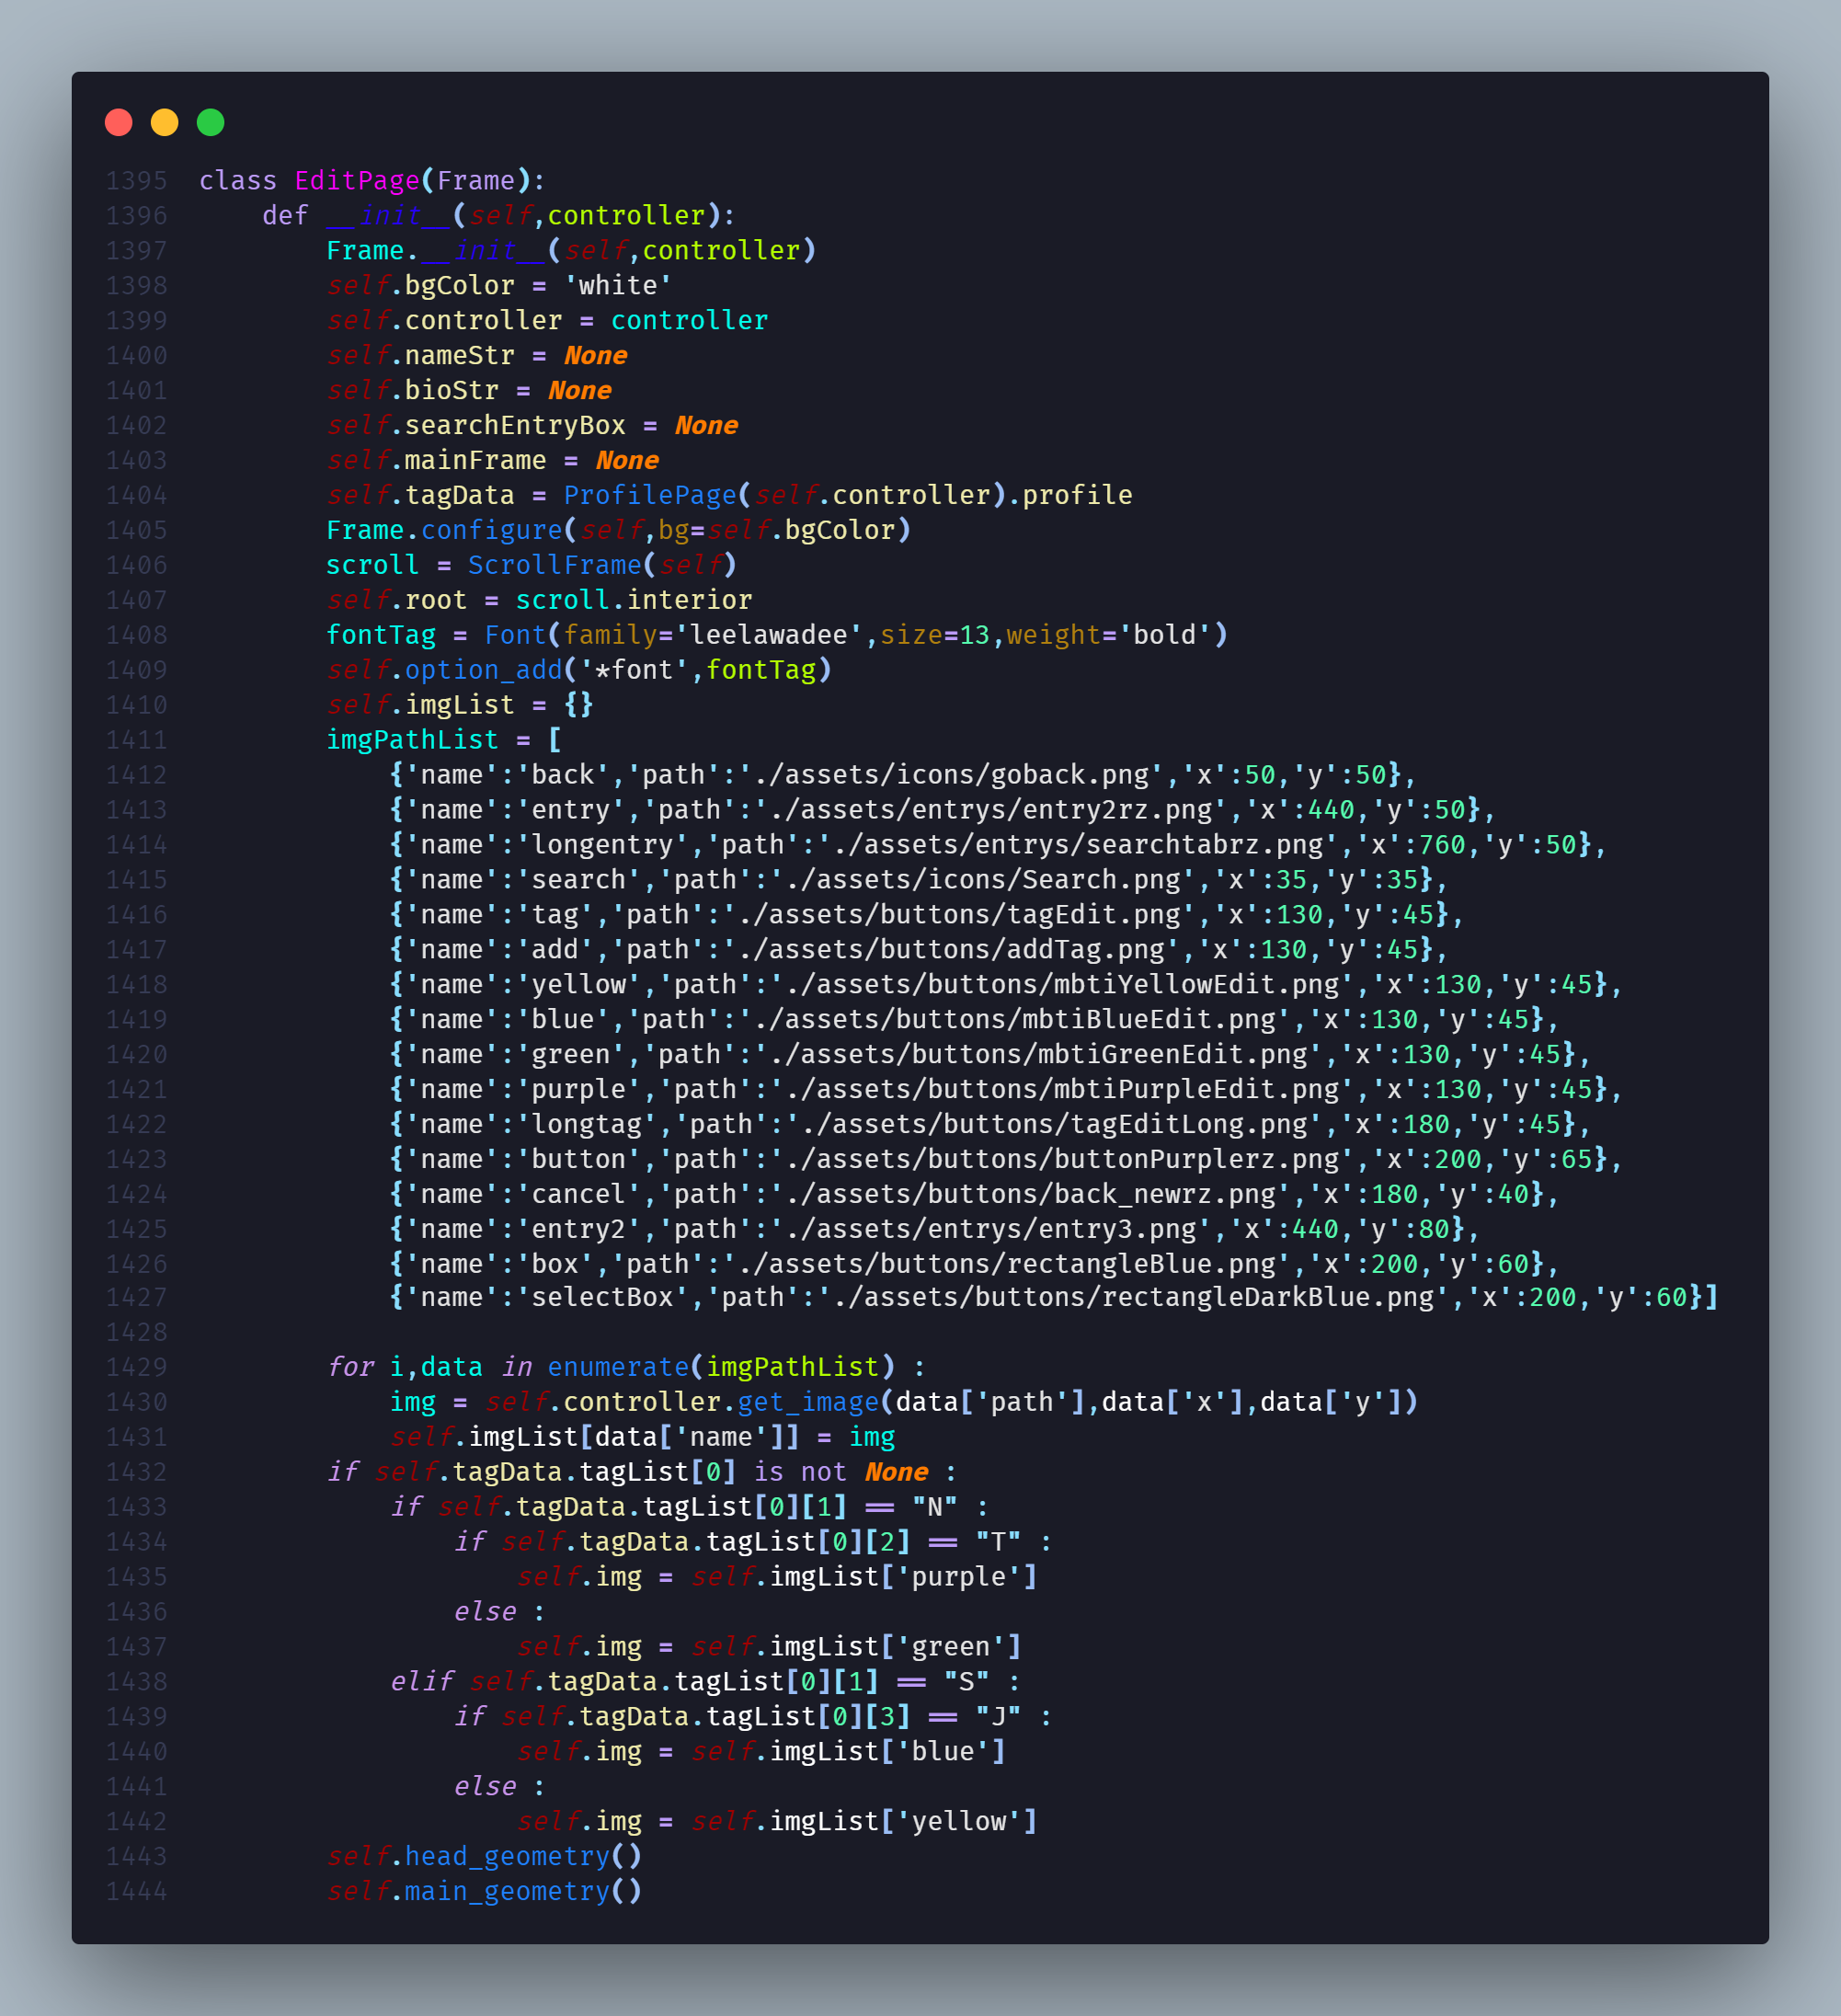 1395 class EditPage(Frame):
1396     def __init__(self,controller):
1397         Frame.__init__(self,controller)
1398         self.bgColor = 'white'
1399         self.controller = controller
1400         self.nameStr = None
1401         self.bioStr = None
1402         self.searchEntryBox = None
1403         self.mainFrame = None
1404         self.tagData = ProfilePage(self.controller).profile
1405         Frame.configure(self,bg=self.bgColor)
1406         scroll = ScrollFrame(self)
1407         self.root = scroll.interior
1408         fontTag = Font(family='leelawadee',size=13,weight='bold')
1409         self.option_add('*font',fontTag)
1410         self.imgList = {}
1411         imgPathList = [
1412             {'name':'back','path':'./assets/icons/goback.png','x':50,'y':50},
1413             {'name':'entry','path':'./assets/entrys/entry2rz.png','x':440,'y':50},
1414             {'name':'longentry','path':'./assets/entrys/searchtabrz.png','x':760,'y':50},
1415             {'name':'search','path':'./assets/icons/Search.png','x':35,'y':35},
1416             {'name':'tag','path':'./assets/buttons/tagEdit.png','x':130,'y':45},
1417             {'name':'add','path':'./assets/buttons/addTag.png','x':130,'y':45},
1418             {'name':'yellow','path':'./assets/buttons/mbtiYellowEdit.png','x':130,'y':45},
1419             {'name':'blue','path':'./assets/buttons/mbtiBlueEdit.png','x':130,'y':45},
1420             {'name':'green','path':'./assets/buttons/mbtiGreenEdit.png','x':130,'y':45},
1421             {'name':'purple','path':'./assets/buttons/mbtiPurpleEdit.png','x':130,'y':45},
1422             {'name':'longtag','path':'./assets/buttons/tagEditLong.png','x':180,'y':45},
1423             {'name':'button','path':'./assets/buttons/buttonPurplerz.png','x':200,'y':65},
1424             {'name':'cancel','path':'./assets/buttons/back_newrz.png','x':180,'y':40},
1425             {'name':'entry2','path':'./assets/entrys/entry3.png','x':440,'y':80},
1426             {'name':'box','path':'./assets/buttons/rectangleBlue.png','x':200,'y':60},
1427             {'name':'selectBox','path':'./assets/buttons/rectangleDarkBlue.png','x':200,'y':60}]
1428
1429         for i,data in enumerate(imgPathList) :
1430             img = self.controller.get_image(data['path'],data['x'],data['y'])
1431             self.imgList[data['name']] = img
1432         if self.tagData.tagList[0] is not None :
1433             if self.tagData.tagList[0][1] == "N" :
1434                 if self.tagData.tagList[0][2] == "T" :
1435                     self.img = self.imgList['purple']
1436                 else :
1437                     self.img = self.imgList['green']
1438             elif self.tagData.tagList[0][1] == "S" :
1439                 if self.tagData.tagList[0][3] == "J" :
1440                     self.img = self.imgList['blue']
1441                 else :
1442                     self.img = self.imgList['yellow']
1443         self.head_geometry()
1444         self.main_geometry()